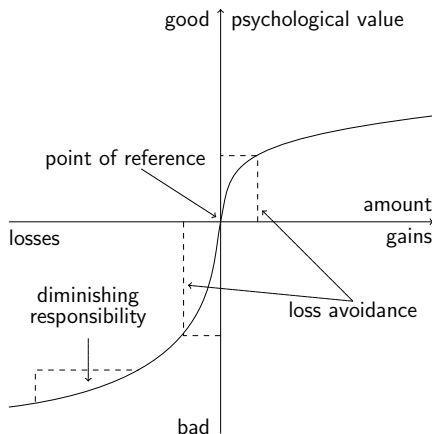 good
psychological value
point of reference
amount
losses
gains
diminishing
responsibility
loss avoidance
bad